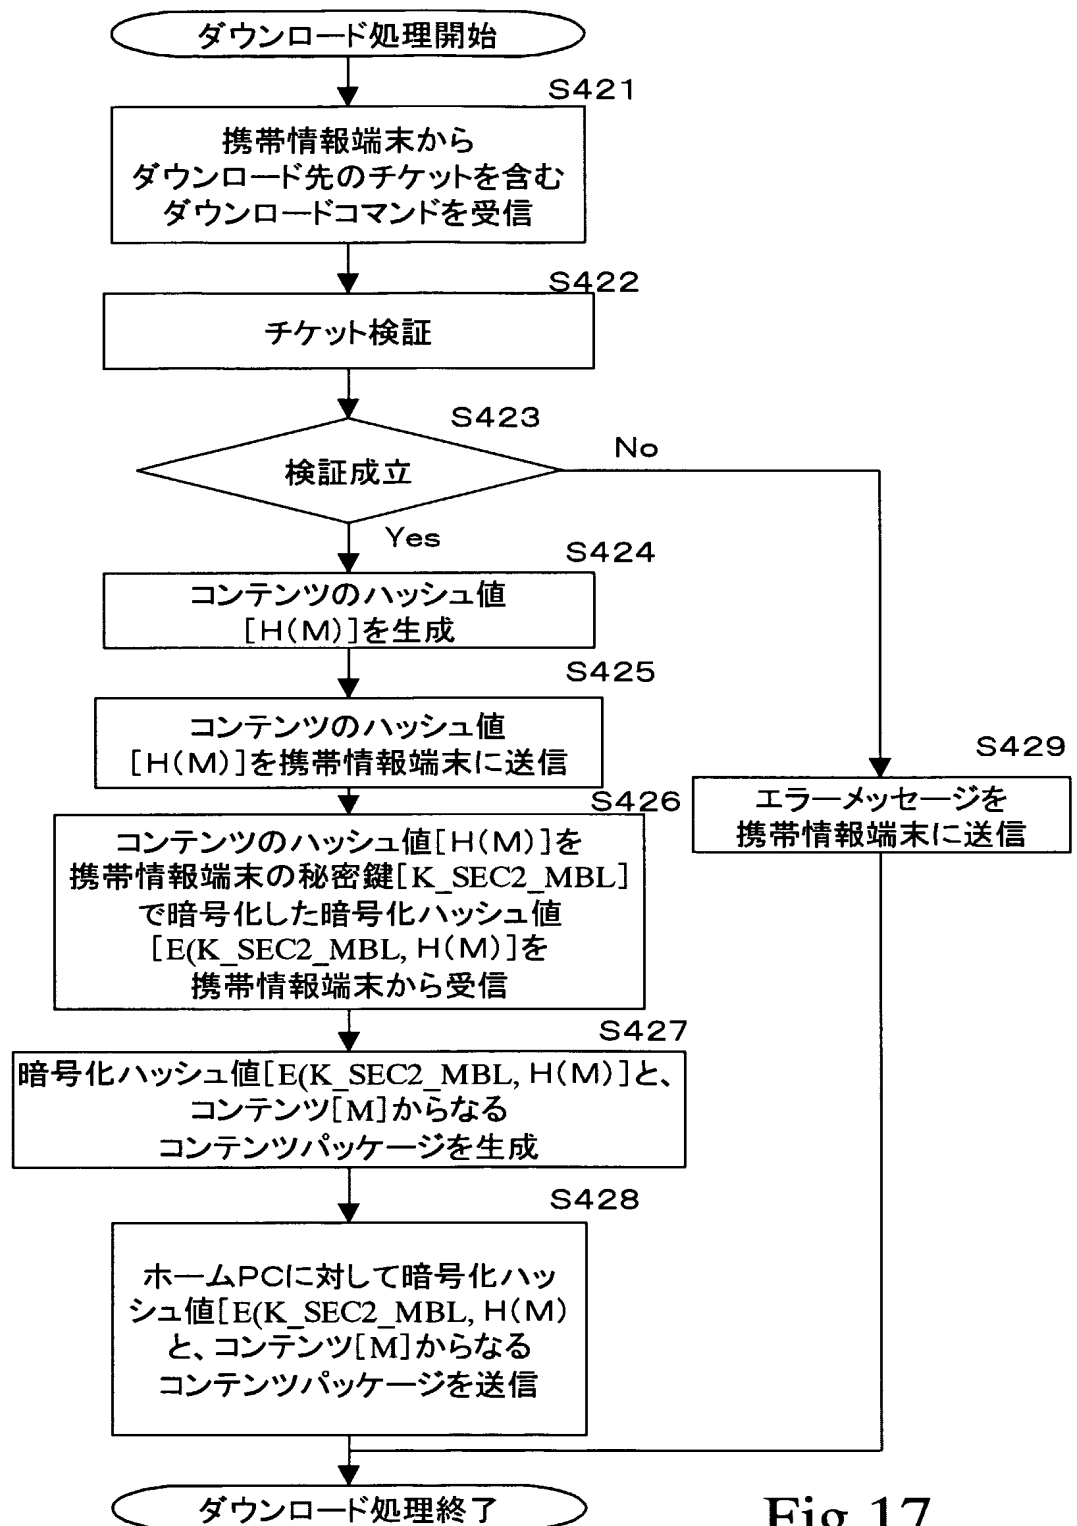 ダウンロード処理開始
S421
携帯情報端末から
ダウンロード先のチケットを含む
ダウンロードコマンドを受信
S422
チケット検証
S423
検証成立
No
Yes
S424
コンテンツのハッシュ値
[H(M)]を生成
S425
コンテンツのハッシュ値
[H(M)]を携帯情報端末に送信
S429
エラーメッセージを
携帯情報端末に送信
S426
コンテンツのハッシュ値[H(M)]を
携帯情報端末の秘密鍵[K_SEC2_MBL]
で暗号化した暗号化ハッシュ値
[E(K_SEC2_MBL, H(M)]を
携帯情報端末から受信
S427
暗号化ハッシュ値[E(K_SEC2_MBL, H(M)]と、
コンテンツ[M]からなる
コンテンツパッケージを生成
S428
ホームPCに対して暗号化ハッ
シュ値[E(K_SEC2_MBL, H(M)
と、コンテンツ[M]からなる
コンテンツパッケージを送信
ダウンロード処理終了
Fig.17